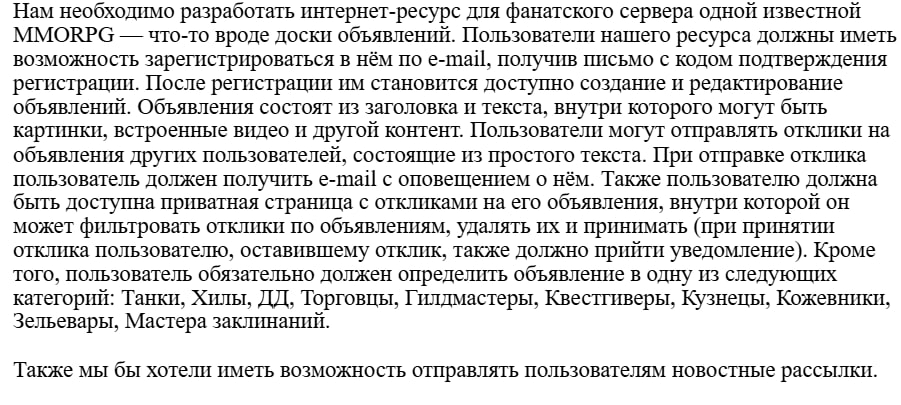 Нам необходимо разработать интернет-ресурс для фанатского сервера одной известной
MMORPG — что-то вроде доски объявлений. Пользователи нашего ресурса должны иметь
возможность зарегистрироваться в нём по e-mail, получив письмо с кодом подтверждения
регистрации. После регистрации им становится доступно создание и редактирование
объявлений. Объявления состоят из заголовка и текста, внутри которого могут быть
картинки, встроенные видео и другой контент. Пользователи могут отправлять отклики на
объявления других пользователей, состоящие из простого текста. При отправке отклика
пользователь должен получить e-mail с оповещением о нём. Также пользователю должна
быть доступна приватная страница с откликами на его объявления, внутри которой он
может фильтровать отклики по объявлениям, удалять их и принимать (при принятии
отклика пользователю, оставившему отклик, также должно прийти уведомление). Кроме
того, пользователь обязательно должен определить объявление в одну из следующих
категорий: Танки, Хилы, ДД, Торговцы, Гилдмастеры, Квестгиверы, Кузнецы, Кожевники,
Зельевары, Мастера заклинаний.
Также мы бы хотели иметь возможность отправлять пользователям новостные рассылки.